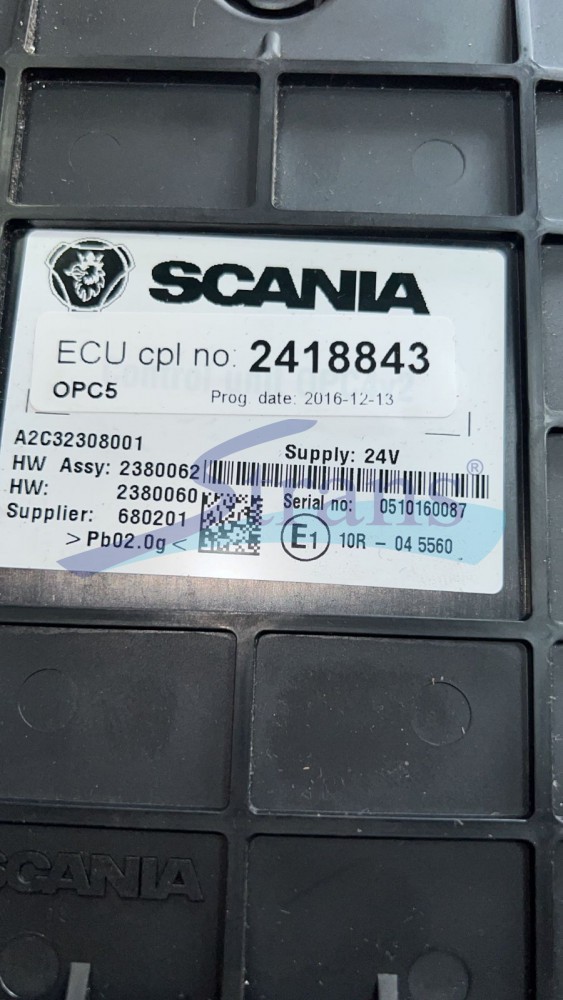 SCANIA
ECU cpl no: 2418843
OPC5 Prog date: 2016-12-13
A2C32308001
Supply: 24V
HW Assy: 2380062
HW: 2380060
Serial no: 0510160087
Supplier: 680201
>Pb02.0g<
E1 10R - 04 5560
Strans®
SCANIA